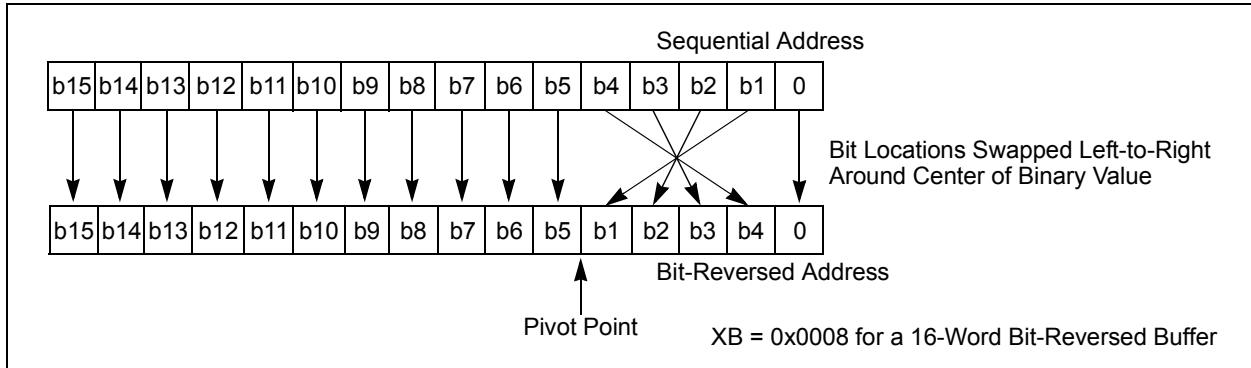 Sequential Address
b15 b14 b13 b12 b11 b10 b9 b8 b7 b6 b5 b4 b3 b2 b1 0
Bit Locations Swapped Left-to-Right
Around Center of Binary Value
b15 b14 b13 b12 b11 b10 b9 b8 b7 b6 b5 b1 b2 b3 b4 0
Bit-Reversed Address
Pivot Point
XB = 0x0008 for a 16-Word Bit-Reversed Buffer